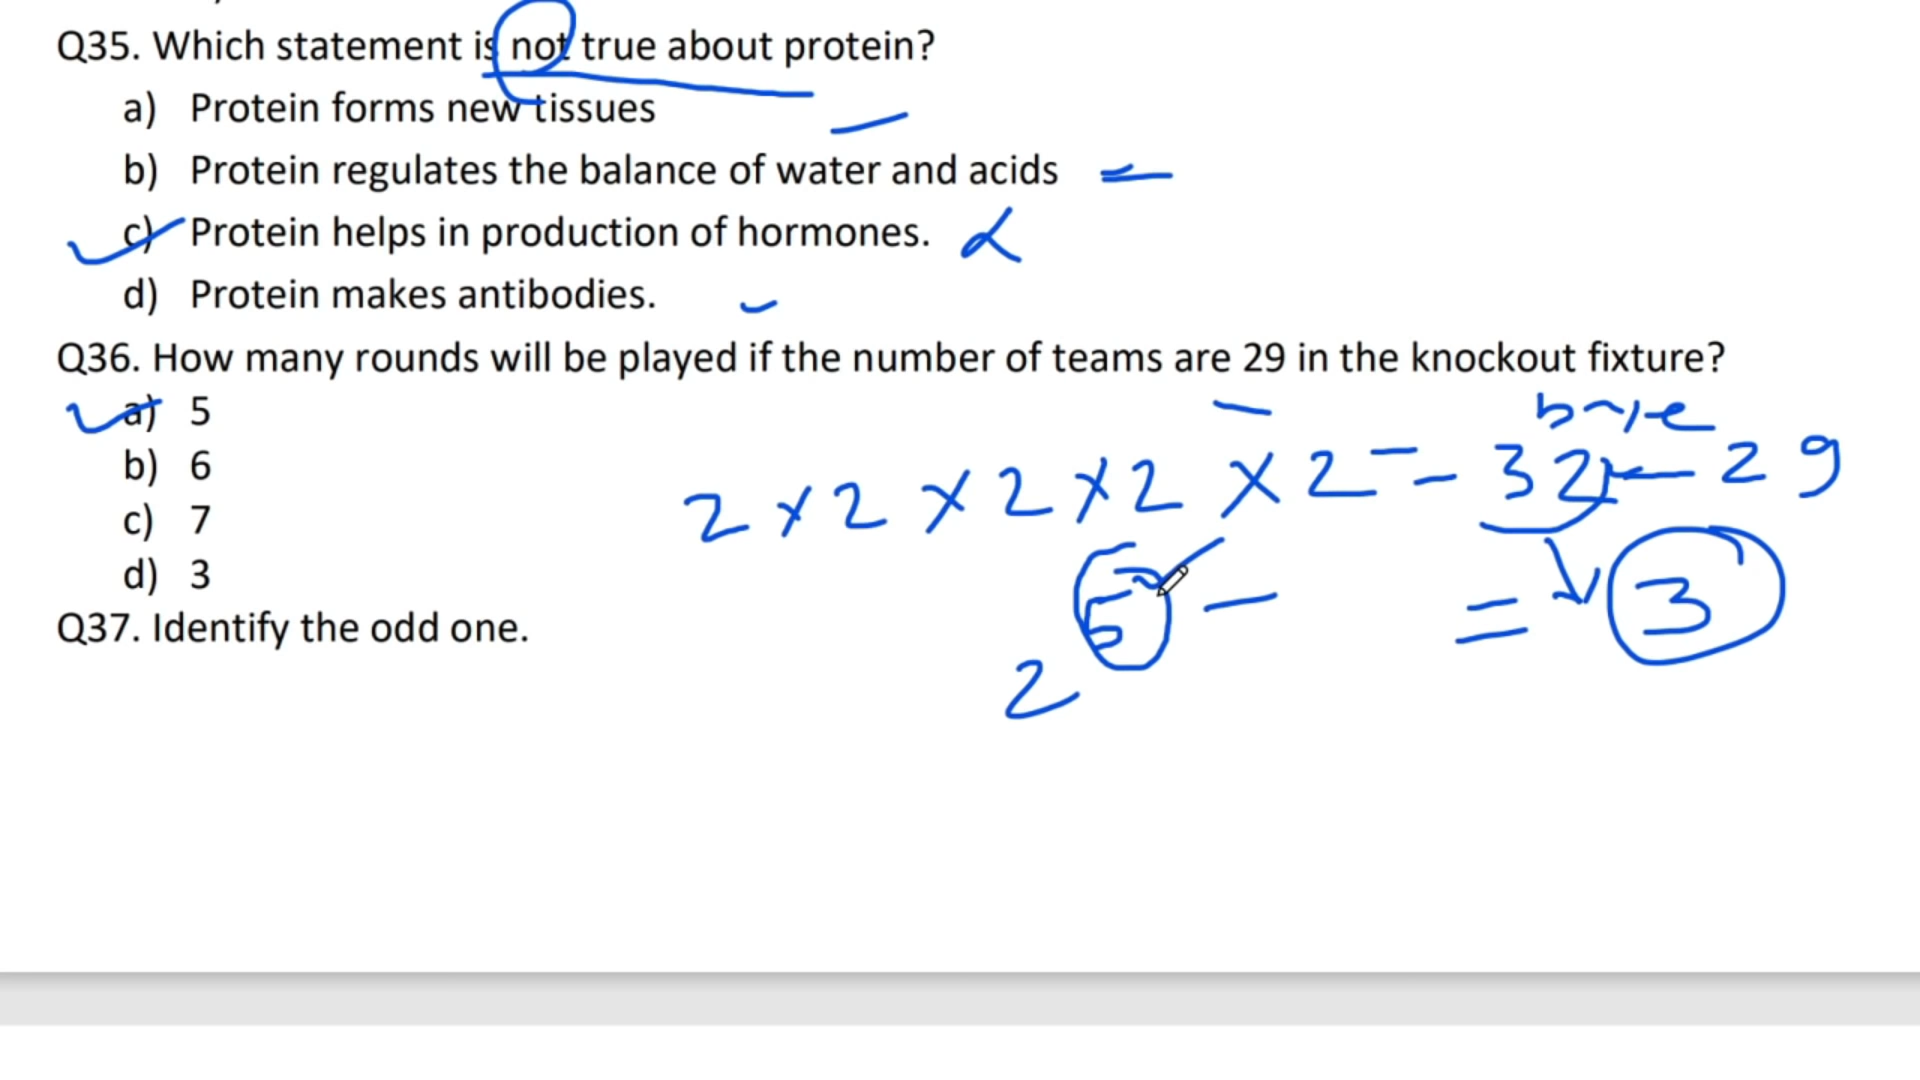 Q35. Which statement is not true about protein?
a) Protein forms new tissues
b) Protein regulates the balance of water and acids
c) Protein helps in production of hormones.
d) Protein makes antibodies.
Q36. How many rounds will be played if the number of teams are 29 in the knockout fixture?
a) 5
bye
b) 6
2 × 2 × 2 × 2 × 2 = 32 - 29
c) 7
d) 3
2^5
= 3
Q37. Identify the odd one.